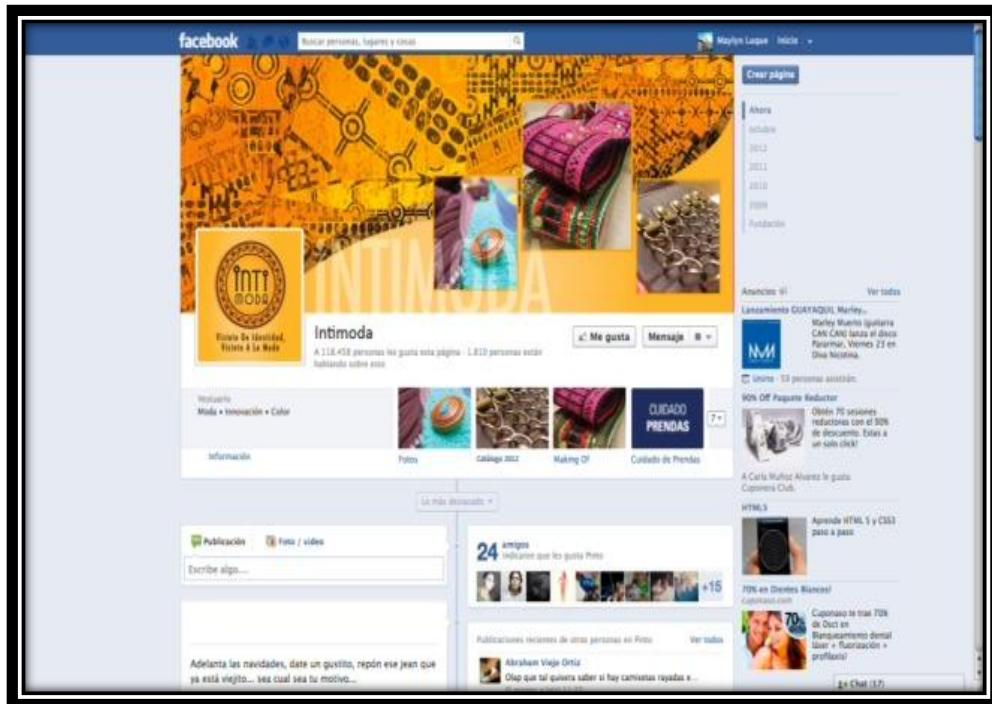 facebook
Buscar personas, lugares y cosas
Maylyn Luque Inicio
Crear página
Ahora
octubre
2012
2011
2010
2009
Fundación
INTIMODA
INTI
MODA
Vístete De Identidad,
Vístete A La Moda
Intimoda
A 118.458 personas les gusta esta página · 1.810 personas están
hablando sobre esto
Me gusta
Mensaje
Vestuario
Moda • Innovación • Color
Información
Fotos
Catálogo 2012
Making Of
CUIDADO
PRENDAS
Cuidado de Prendas
7
Lo más destacado
Publicación
Foto / video
Escribe algo...
Adelanta las navidades, date un gustito, repón ese jean que
ya está viejito... sea cual sea tu motivo...
24 amigos
indicaron que les gusta Pinto
+15
Publicaciones recientes de otras personas en Pinto Ver todos
Abraham Viejo Ortiz
Olap que tal quisera saber si hay camisetas rayadas e...
Anuncios
Ver todos
Lanzamiento GUAYAQUIL Marley...
Marley Muerto (guitarra
CAN CAN) lanza el disco
Pararmar, Viernes 23 en
Diva Nicotina.
Unirse · 59 personas asistirán.
90% Off Paquete Reductor
Obtén 70 sesiones
reductoras con el 90%
de descuento. Estas a
un solo click!
A Carla Muñoz Alvarez le gusta
Cuponera Club.
HTML5
Aprende HTML 5 y CSS3
paso a paso
70% en Dientes Blancos!
cuponaso.com
70%
Cuponaso te trae 70%
de Dsct en
Blanqueamiento dental
láser + fluorización +
profilaxis!
Chat (17)